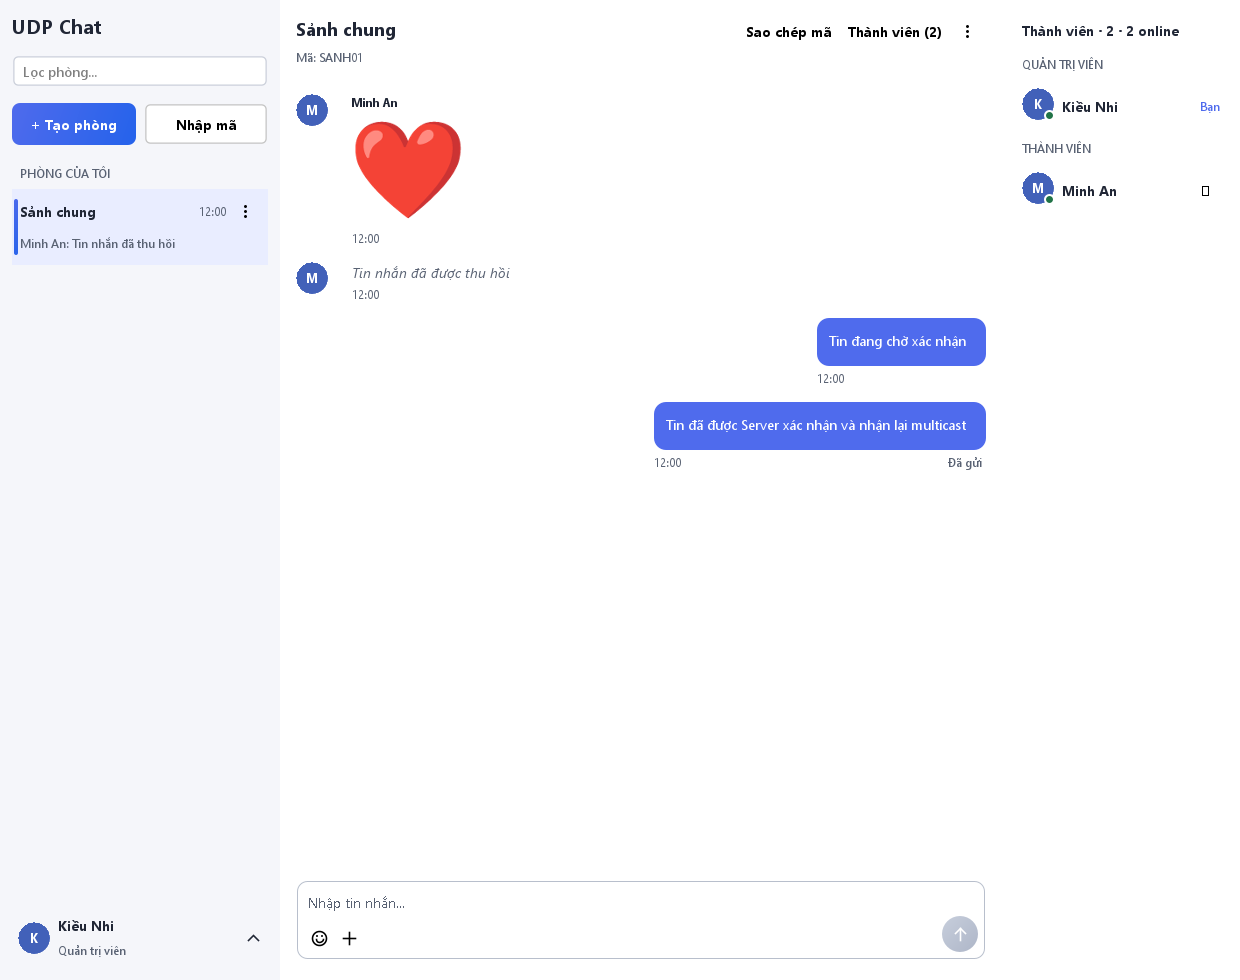 UDP Chat
Lọc phòng...
+ Tạo phòng
Nhập mã
PHÒNG CỦA TÔI
Sảnh chung
12:00
Minh An: Tin nhắn đã thu hồi
Kiều Nhi
Quản trị viên
K
Sảnh chung
Mã: SANH01
Sao chép mã
Thành viên (2)
M
Minh An
12:00
M
Tin nhắn đã được thu hồi
12:00
Tin đang chờ xác nhận
12:00
Tin đã được Server xác nhận và nhận lại multicast
12:00
Đã gửi
Nhập tin nhắn...
Thành viên - 2 - 2 online
QUẢN TRỊ VIÊN
K
Kiều Nhi
Bạn
THÀNH VIÊN
M
Minh An